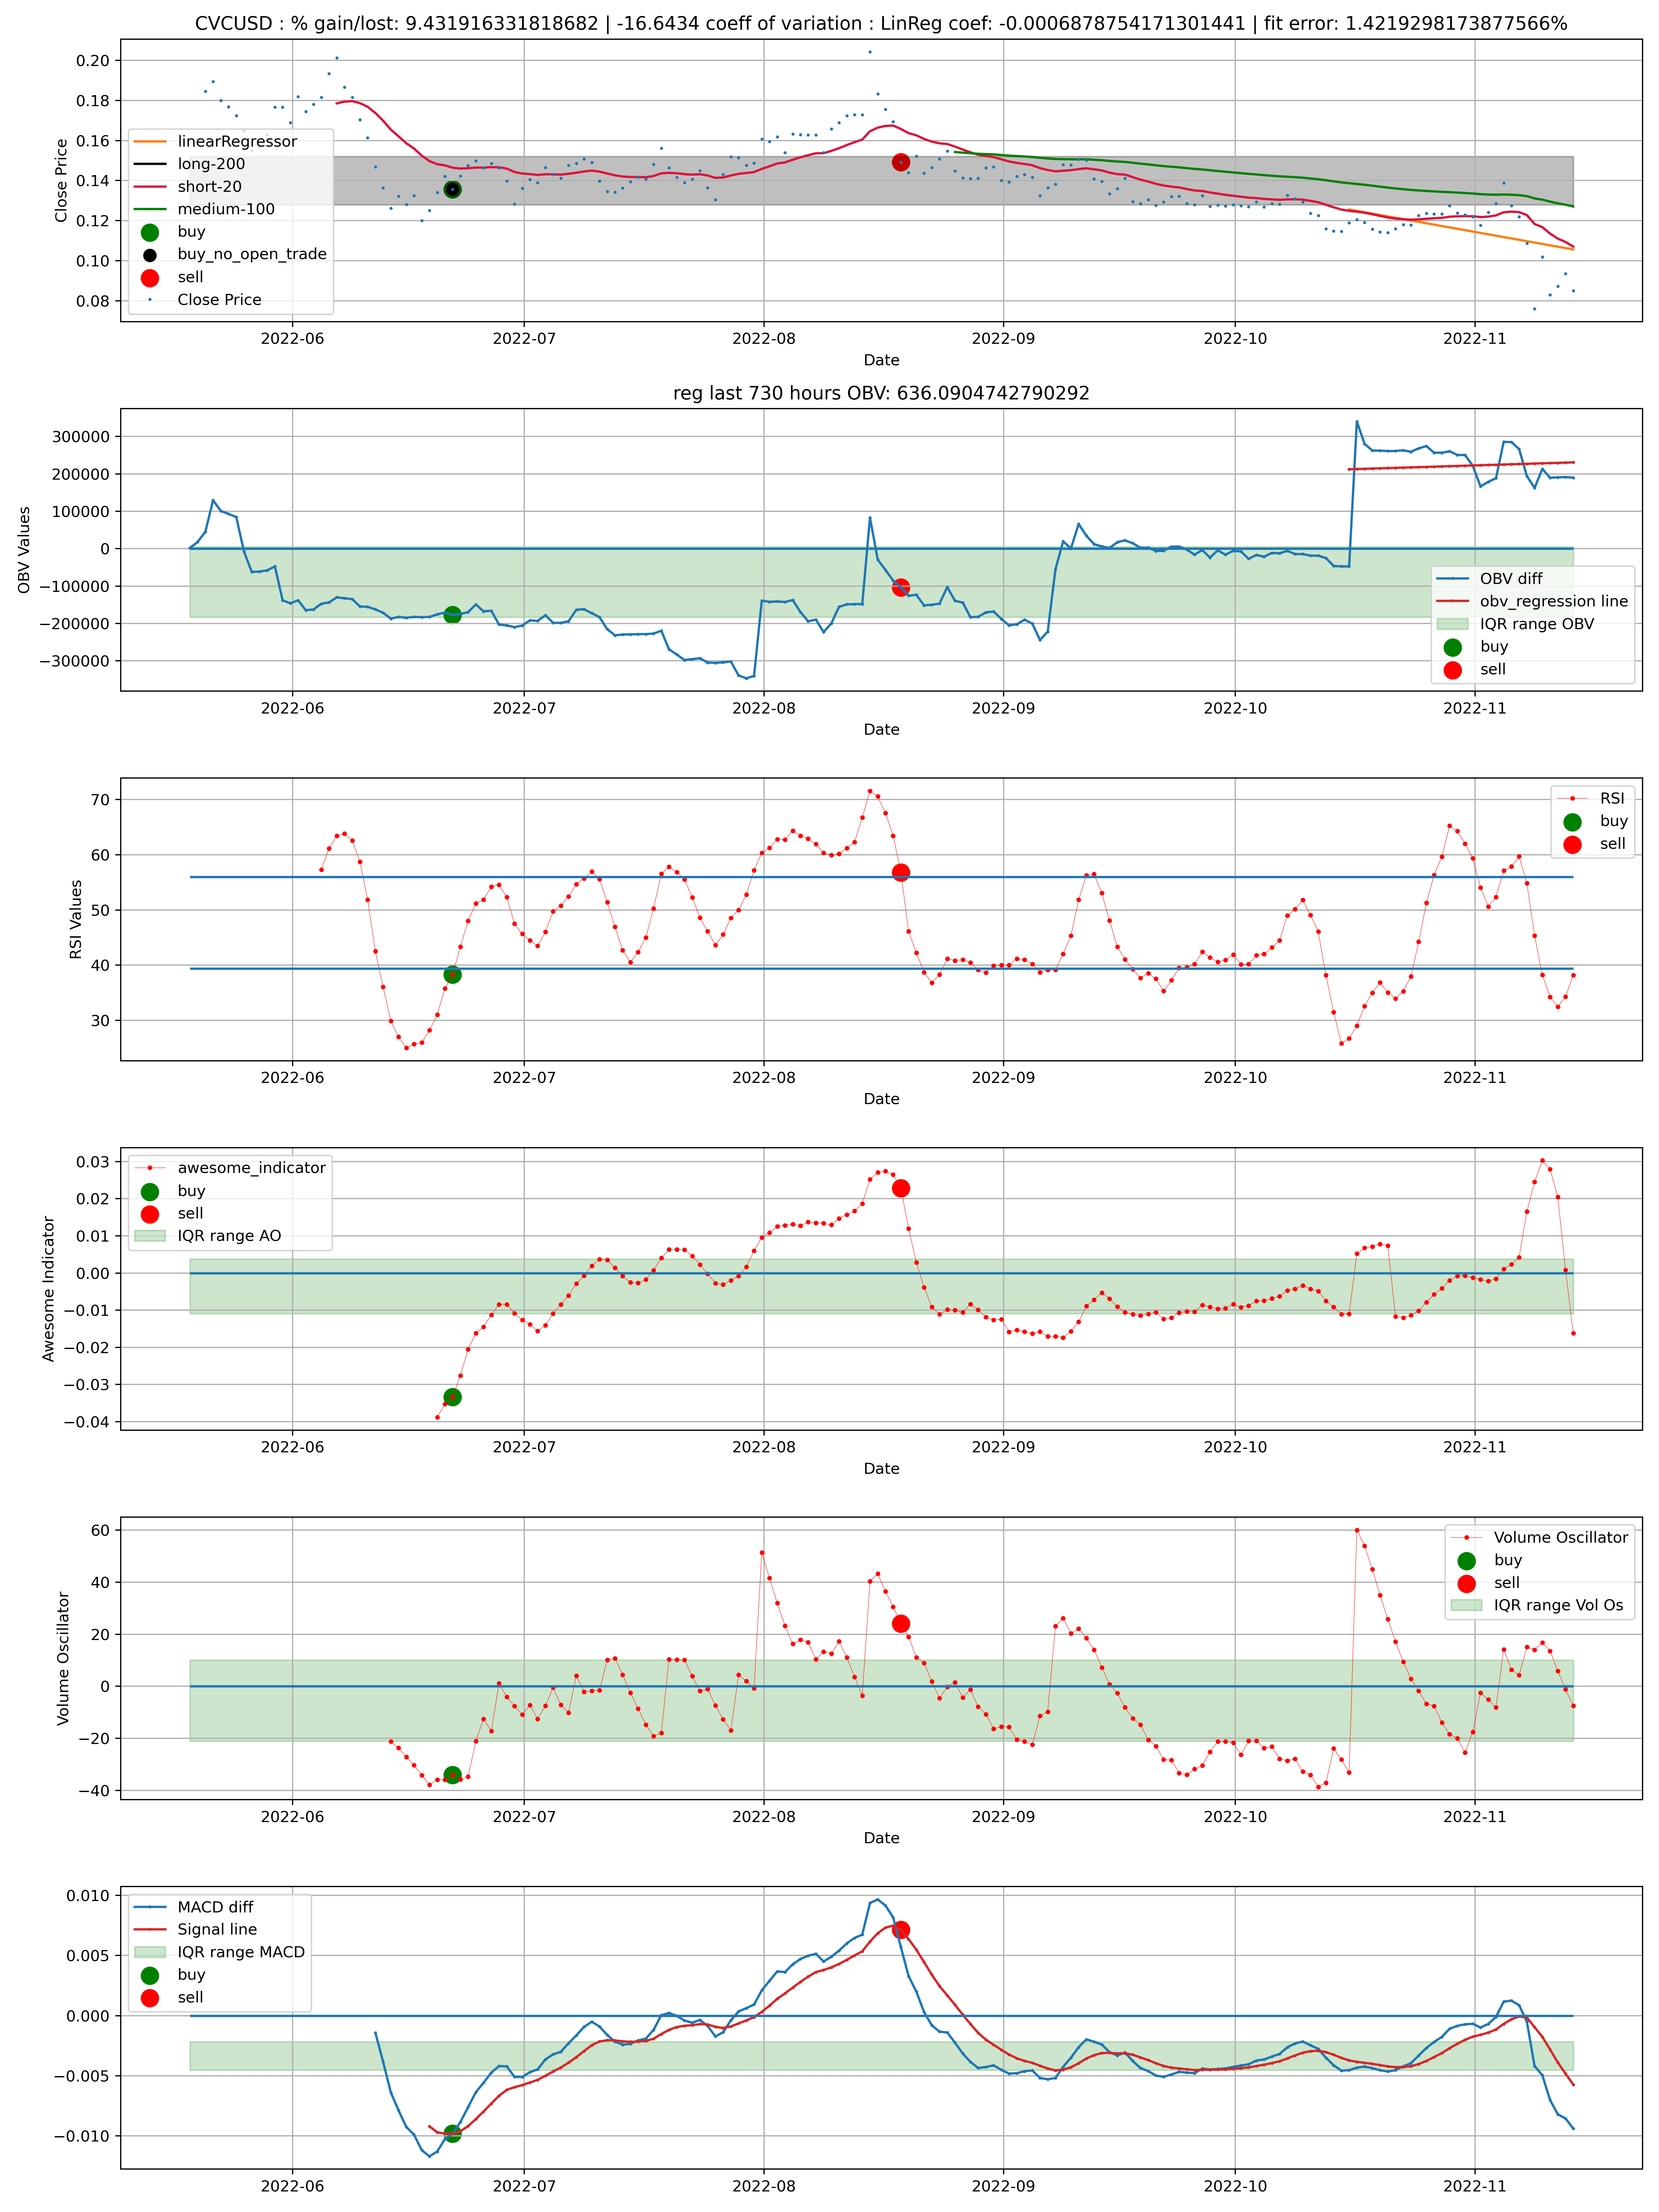 CVCUSD : % gain/lost: 9.431916331818682 | -16.6434 coeff of variation : LinReg coef: -0.0006878754171301441 | fit error: 1.4219298173877566%
Close Price
0.20
0.18
0.16
0.14
0.12
0.10
0.08
linearRegressor
long-200
short-20
medium-100
buy
buy_no_open_trade
sell
Close Price
2022-06 2022-07 2022-08 2022-09 2022-10 2022-11
Date
reg last 730 hours OBV: 636.0904742790292
OBV Values
300000
200000
100000
0
−100000
−200000
−300000
OBV diff
obv_regression line
IQR range OBV
buy
sell
2022-06 2022-07 2022-08 2022-09 2022-10 2022-11
Date
RSI Values
70
60
50
40
30
RSI
buy
sell
2022-06 2022-07 2022-08 2022-09 2022-10 2022-11
Date
Awesome Indicator
0.03
0.02
0.01
0.00
−0.01
−0.02
−0.03
−0.04
awesome_indicator
buy
sell
IQR range AO
2022-06 2022-07 2022-08 2022-09 2022-10 2022-11
Date
Volume Oscillator
60
40
20
0
−20
−40
Volume Oscillator
buy
sell
IQR range Vol Os
2022-06 2022-07 2022-08 2022-09 2022-10 2022-11
Date
0.010
0.005
0.000
−0.005
−0.010
MACD diff
Signal line
IQR range MACD
buy
sell
2022-06 2022-07 2022-08 2022-09 2022-10 2022-11